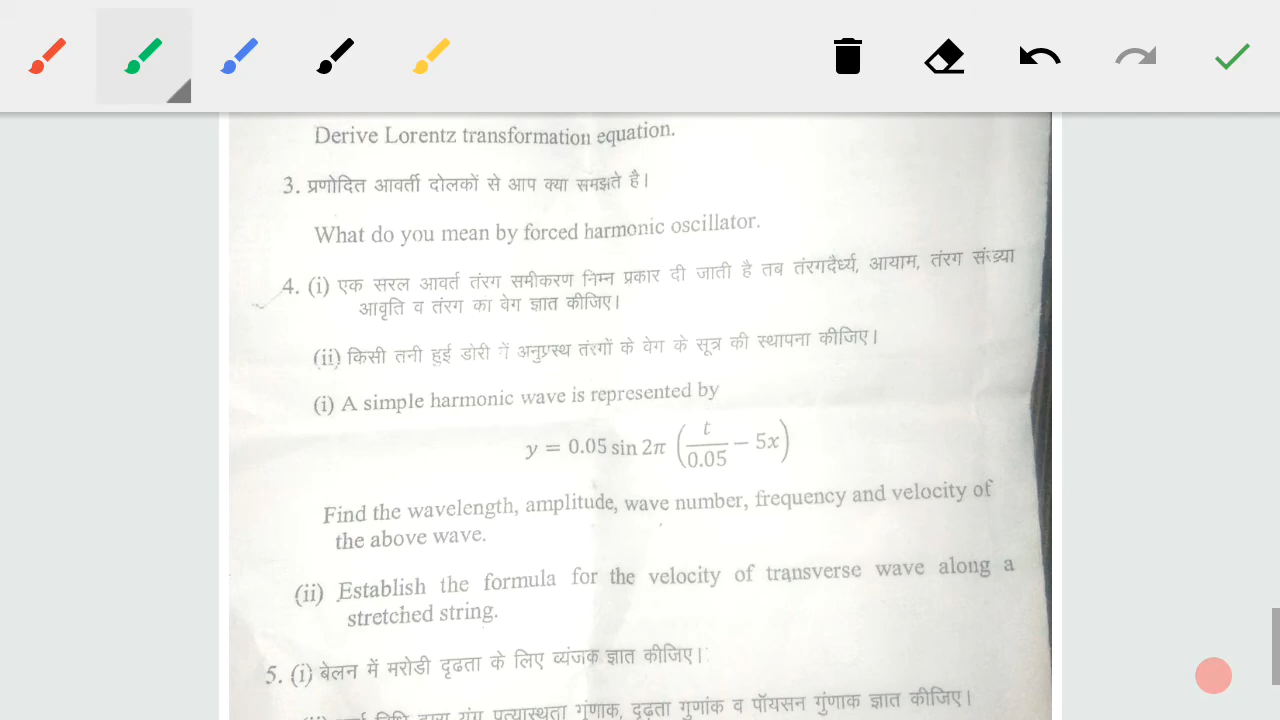 Derive Lorentz transformation equation.
3. प्रणोदित आवर्ती दोलकों से आप क्या समझते है।
What do you mean by forced harmonic oscillator.
4. (i) एक सरल आवर्त तंरग समीकरण निम्न प्रकार दी जाती है तब तंरगदैर्ध्य, आयाम, तंरग संख्या
आवृति व तंरग का वेग ज्ञात कीजिए।
(ii) किसी तनी हुई डोरी में अनुप्रस्थ तंरगों के वेग के सूत्र की स्थापना कीजिए।
(i) A simple harmonic wave is represented by
y = 0.05 sin 2π (t/0.05 − 5x)
Find the wavelength, amplitude, wave number, frequency and velocity of
the above wave.
(ii) Establish the formula for the velocity of transverse wave along a
stretched string.
5. (i) बेलन में मरोडी दृढता के लिए व्यंजक ज्ञात कीजिए।
यंग प्रत्यास्थता गुंणाक, दृढता गुणांक व पॉयसन गुंणाक ज्ञात कीजिए।